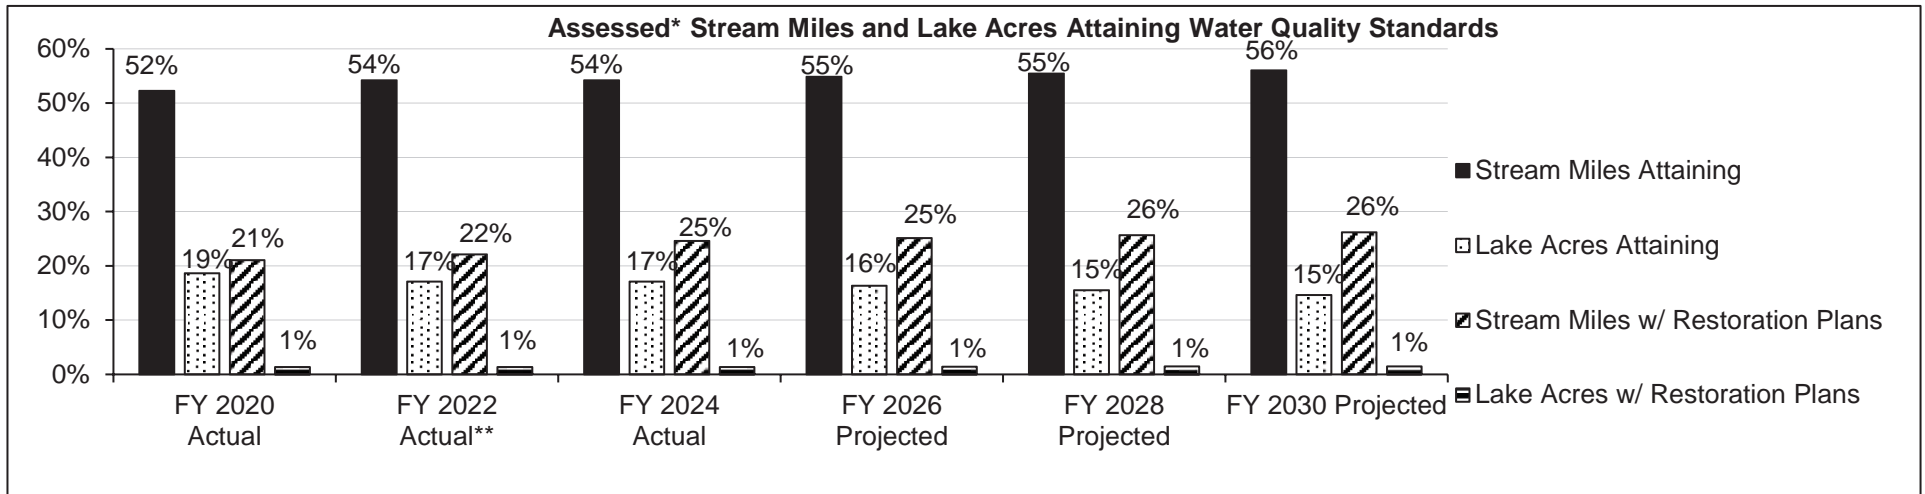 Assessed* Stream Miles and Lake Acres Attaining Water Quality Standards
60%
50%
40%
30%
20%
10%
0%
52%
19%
21%
1%
54%
17%
22%
1%
54%
17%
25%
1%
55%
16%
25%
1%
55%
15%
26%
1%
56%
15%
26%
1%
FY 2020
Actual
FY 2022
Actual**
FY 2024
Actual
FY 2026
Projected
FY 2028
Projected
FY 2030 Projected
Stream Miles Attaining
Lake Acres Attaining
Stream Miles w/ Restoration Plans
Lake Acres w/ Restoration Plans